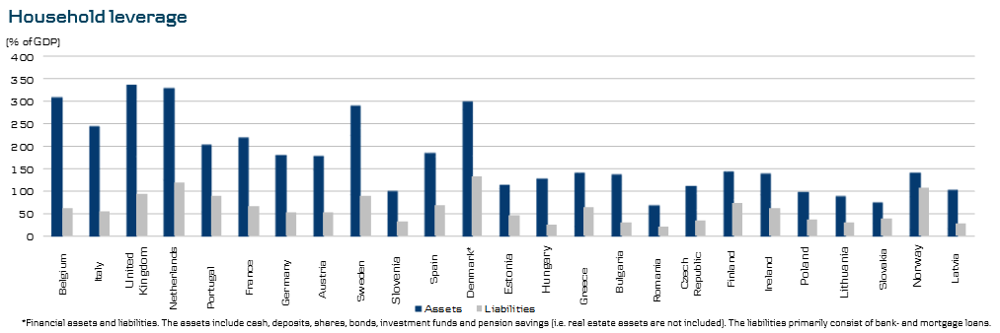 Household leverage
(% of GDP)
400
350
300
250
200
150
100
50
0
Belgium
Italy
United
Kingdom
Netherlands
Portugal
France
Germany
Austria
Sweden
Slovenia
Spain
Denmark*
Estonia
Hungary
Greece
Bulgaria
Romania
Czech
Republic
Finland
Ireland
Poland
Lithuania
Slovakia
Norway
Latvia
Assets Liabilities
*Financial assets and liabilities. The assets include cash, deposits, shares, bonds, investment funds and pension savings (i.e. real estate assets are not included). The liabilities primarily consist of bank- and mortgage loans.